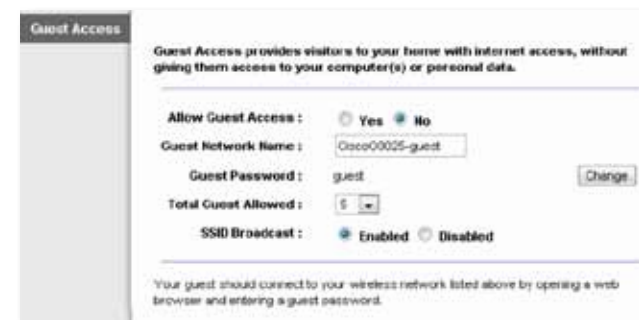 Guest Access
Guest Access provides visitors to your home with internet access, without
giving them access to your computer(s) or personal data.
Allow Guest Access : Yes No
Guest Network Name : Cisco00025-guest
Guest Password : guest Change
Total Guest Allowed : 5
SSID Broadcast : Enabled Disabled
Your guest should connect to your wireless network listed above by opening a web
browser and entering a guest password.